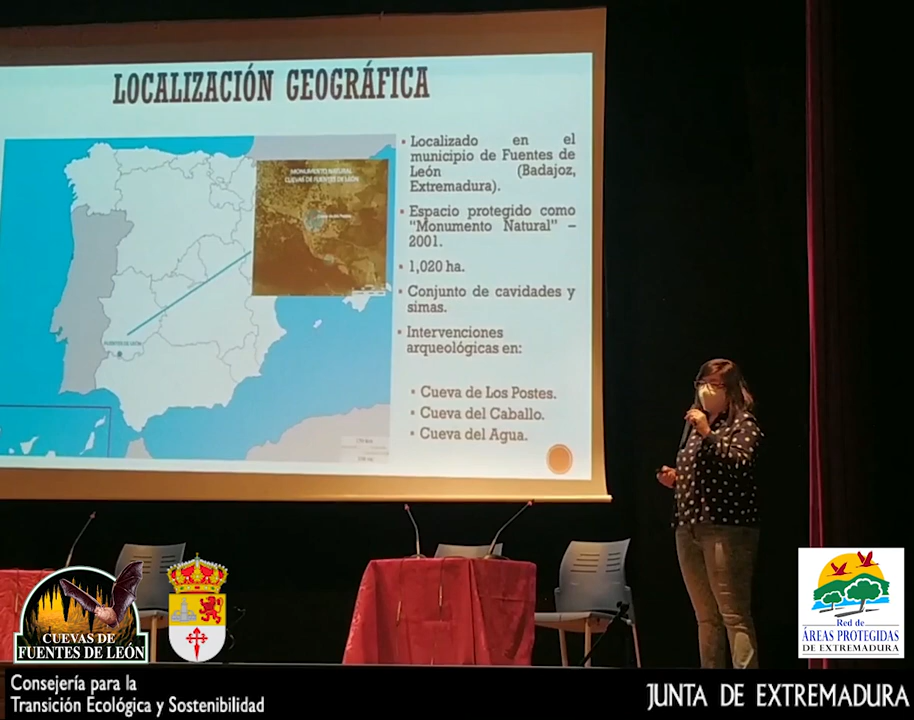 LOCALIZACIÓN GEOGRÁFICA
MONUMENTO NATURAL
CUEVAS DE FUENTES DE LEÓN
FUENTES DE LEÓN
• Localizado en el
municipio de Fuentes de
León (Badajoz,
Extremadura).
• Espacio protegido como
“Monumento Natural” –
2001.
• 1,020 ha.
• Conjunto de cavidades y
simas.
• Intervenciones
arqueológicas en:
• Cueva de Los Postes.
• Cueva del Caballo.
• Cueva del Agua.
CUEVAS DE
FUENTES DE LEÓN
Red de
ÁREAS PROTEGIDAS
DE EXTREMADURA
Consejería para la
Transición Ecológica y Sostenibilidad
JUNTA DE EXTREMADURA